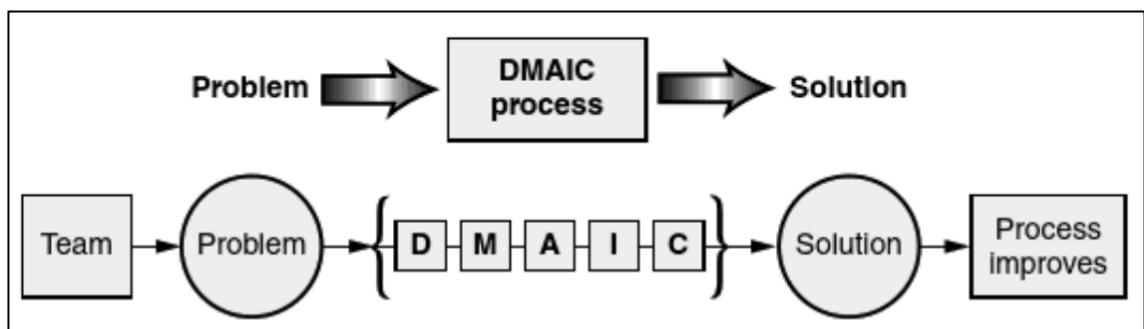 Problem
DMAIC
process
Solution
Team
Problem
D M A I C
Solution
Process
improves